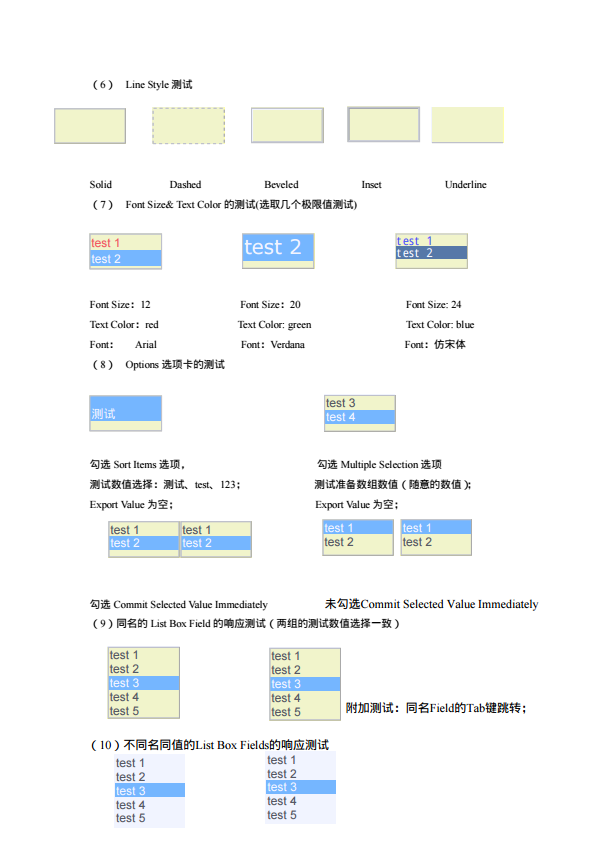 （6） Line Style 测试
Solid Dashed Beveled Inset Underline
（7） Font Size& Text Color 的测试(选取几个极限值测试)
test 1 test 2 test 1
test 2 test 2
Font Size：12 Font Size：20 Font Size: 24
Text Color：red Text Color: green Text Color: blue
Font： Arial Font：Verdana Font：仿宋体
（8） Options 选项卡的测试
测试 test 3
test 4
勾选 Sort Items 选项， 勾选 Multiple Selection 选项
测试数值选择：测试、test、123； 测试准备数组数值（随意的数值）；
Export Value 为空； Export Value 为空；
test 1 test 1 test 1 test 1
test 2 test 2 test 2 test 2
勾选 Commit Selected Value Immediately 未勾选Commit Selected Value Immediately
（9）同名的 List Box Field 的响应测试（两组的测试数值选择一致）
test 1 test 1
test 2 test 2
test 3 test 3
test 4 test 4
test 5 test 5 附加测试：同名Field的Tab键跳转；
（10）不同名同值的List Box Fields的响应测试
test 1 test 1
test 2 test 2
test 3 test 3
test 4 test 4
test 5 test 5